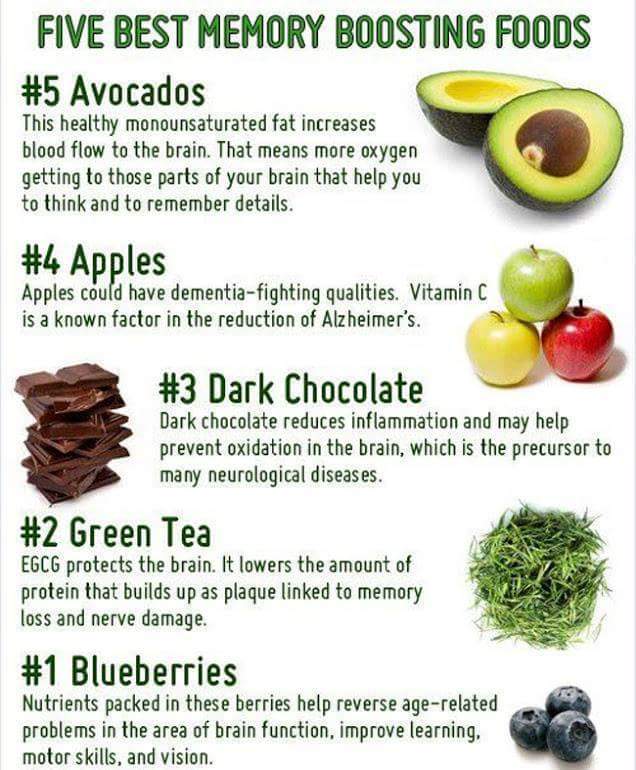 FIVE BEST MEMORY BOOSTING FOODS
#5 Avocados
This healthy monounsaturated fat increases
blood flow to the brain. That means more oxygen
getting to those parts of your brain that help you
to think and to remember details.
#4 Apples
Apples could have dementia-fighting qualities. Vitamin C
is a known factor in the reduction of Alzheimer's.
#3 Dark Chocolate
Dark chocolate reduces inflammation and may help
prevent oxidation in the brain, which is the precursor to
many neurological diseases.
#2 Green Tea
EGCG protects the brain. It lowers the amount of
protein that builds up as plaque linked to memory
loss and nerve damage.
#1 Blueberries
Nutrients packed in these berries help reverse age-related
problems in the area of brain function, improve learning,
motor skills, and vision.